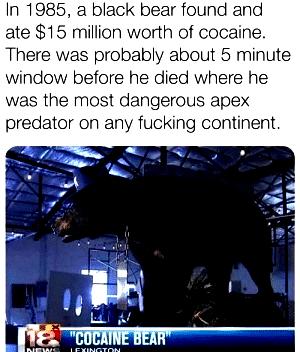 In 1985, a black bear found and
ate $15 million worth of cocaine.
There was probably about 5 minute
window before he died where he
was the most dangerous apex
predator on any fucking continent.
18 "COCAINE BEAR"
NEWS LEXINGTON